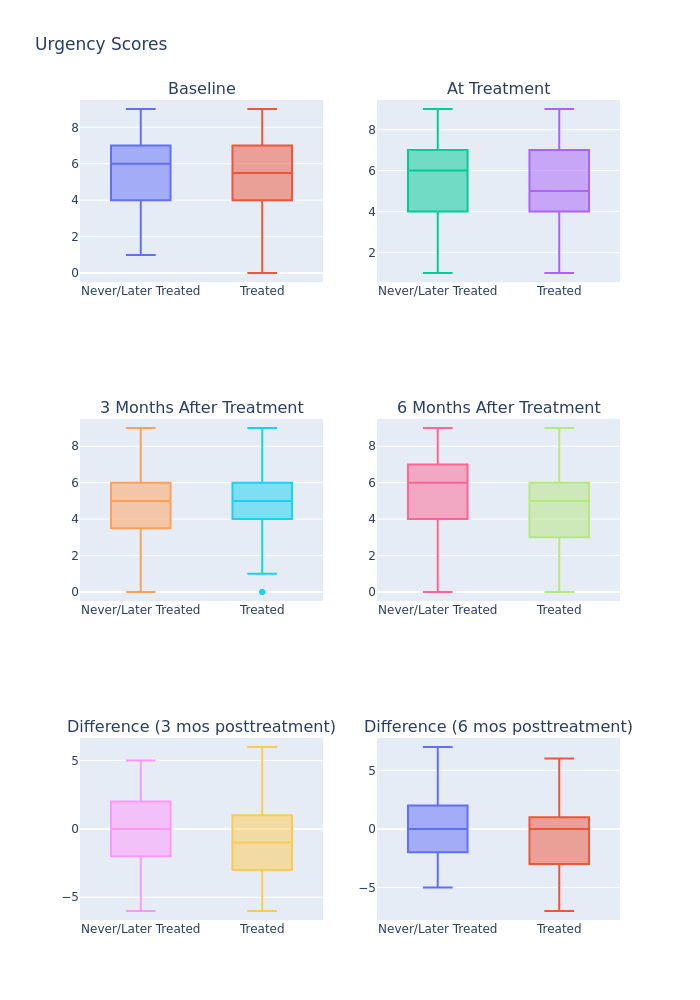 Urgency Scores
Baseline
At Treatment
8
6
4
2
0
Never/Later Treated
Treated
8
6
4
2
Never/Later Treated
Treated
3 Months After Treatment
6 Months After Treatment
8
6
4
2
0
Never/Later Treated
Treated
8
6
4
2
0
Never/Later Treated
Treated
Difference (3 mos posttreatment)
Difference (6 mos posttreatment)
5
0
−5
Never/Later Treated
Treated
5
0
−5
Never/Later Treated
Treated